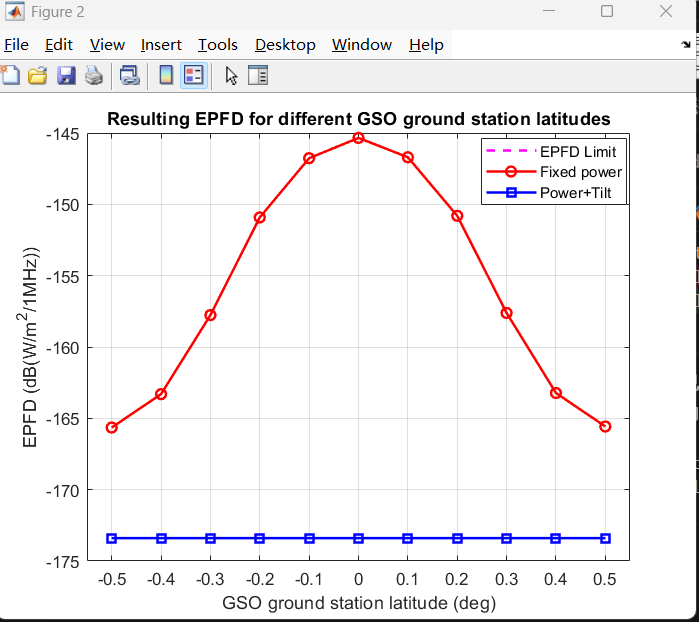 Figure 2
File Edit View Insert Tools Desktop Window Help
Resulting EPFD for different GSO ground station latitudes
EPFD Limit
Fixed power
Power+Tilt
EPFD (dB(W/m²/1MHz))
-145
-150
-155
-160
-165
-170
-175
-0.5 -0.4 -0.3 -0.2 -0.1 0 0.1 0.2 0.3 0.4 0.5
GSO ground station latitude (deg)